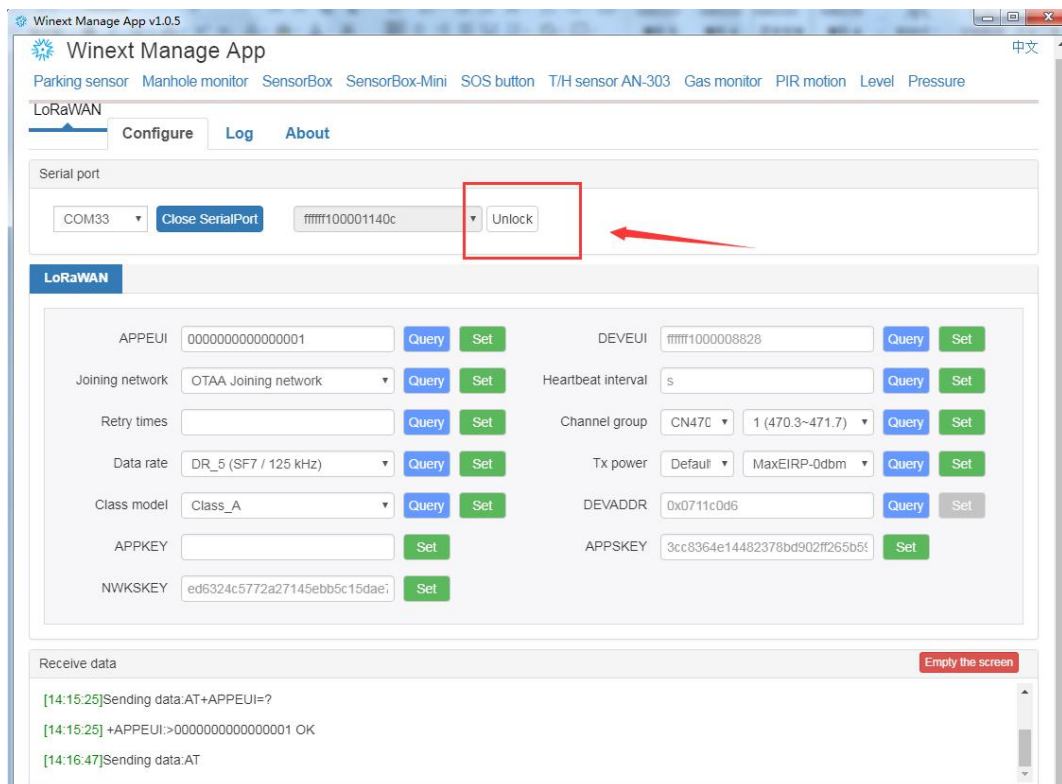 Winext Manage App v1.0.5
Winext Manage App
中文
Parking sensor Manhole monitor SensorBox SensorBox-Mini SOS button T/H sensor AN-303 Gas monitor PIR motion Level Pressure
LoRaWAN
Configure Log About
Serial port
COM33 Close SerialPort ffffff100001140c Unlock
LoRaWAN
APPEUI 0000000000000001 Query Set DEVEUI ffffff1000008828 Query Set
Joining network OTAA Joining network Query Set Heartbeat interval s Query Set
Retry times Query Set Channel group CN470 1 (470.3~471.7) Query Set
Data rate DR_5 (SF7 / 125 kHz) Query Set Tx power Default MaxEIRP-0dbm Query Set
Class model Class_A Query Set DEVADDR 0x0711c0d6 Query Set
APPKEY Set APPSKEY 3cc8364e14482378bd902ff265b59 Set
NWKSKEY ed6324c5772a27145ebb5c15dae7 Set
Receive data Empty the screen
[14:15:25]Sending data:AT+APPEUI=?
[14:15:25] +APPEUI:>0000000000000001 OK
[14:16:47]Sending data:AT